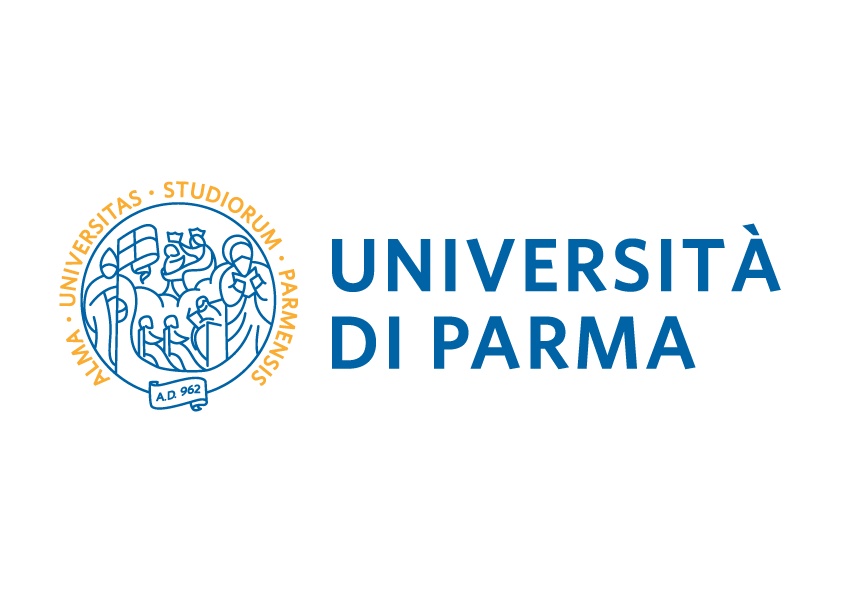 ALMA · UNIVERSITAS · STUDIORUM · PARMENSIS
A.D. 962
UNIVERSITÀ
DI PARMA